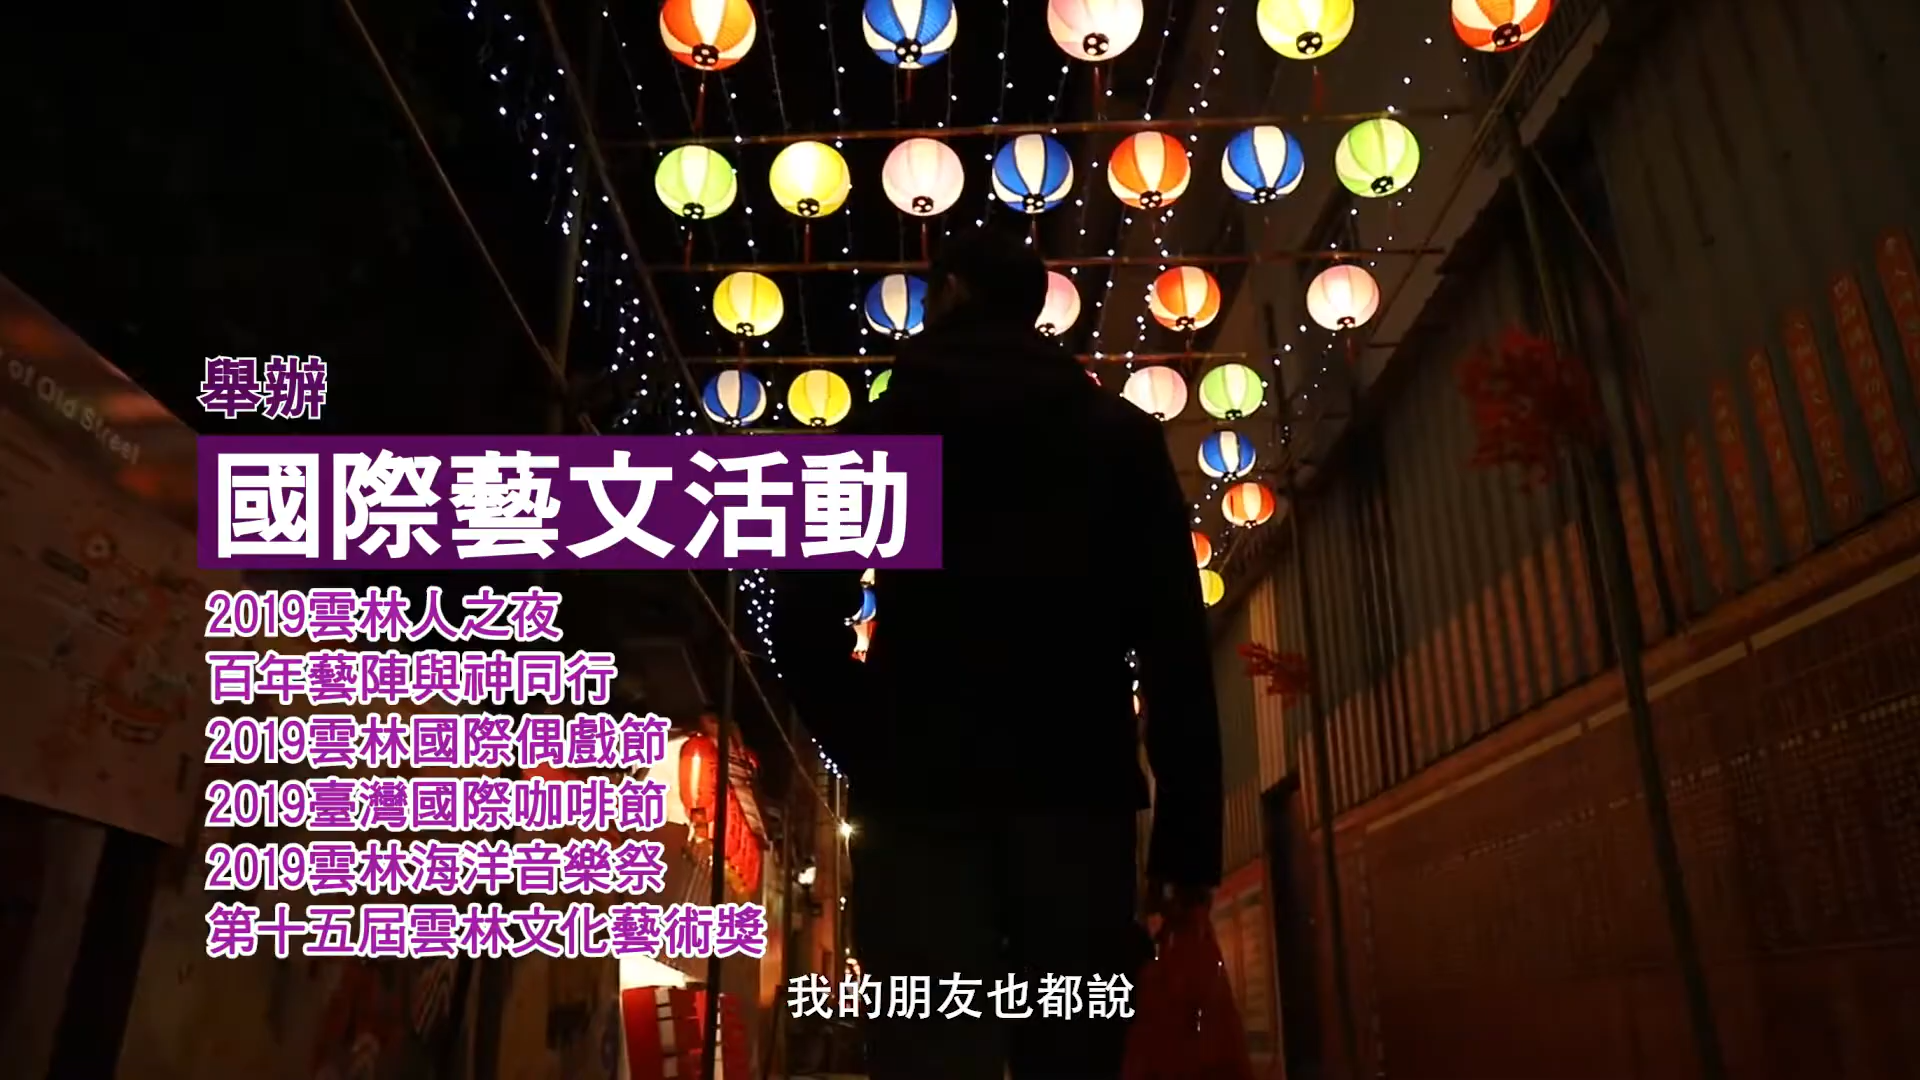 of Old Street
舉辦
國際藝文活動
2019雲林人之夜
百年藝陣與神同行
2019雲林國際偶戲節
2019臺灣國際咖啡節
2019雲林海洋音樂祭
第十五屆雲林文化藝術獎
我的朋友也都說